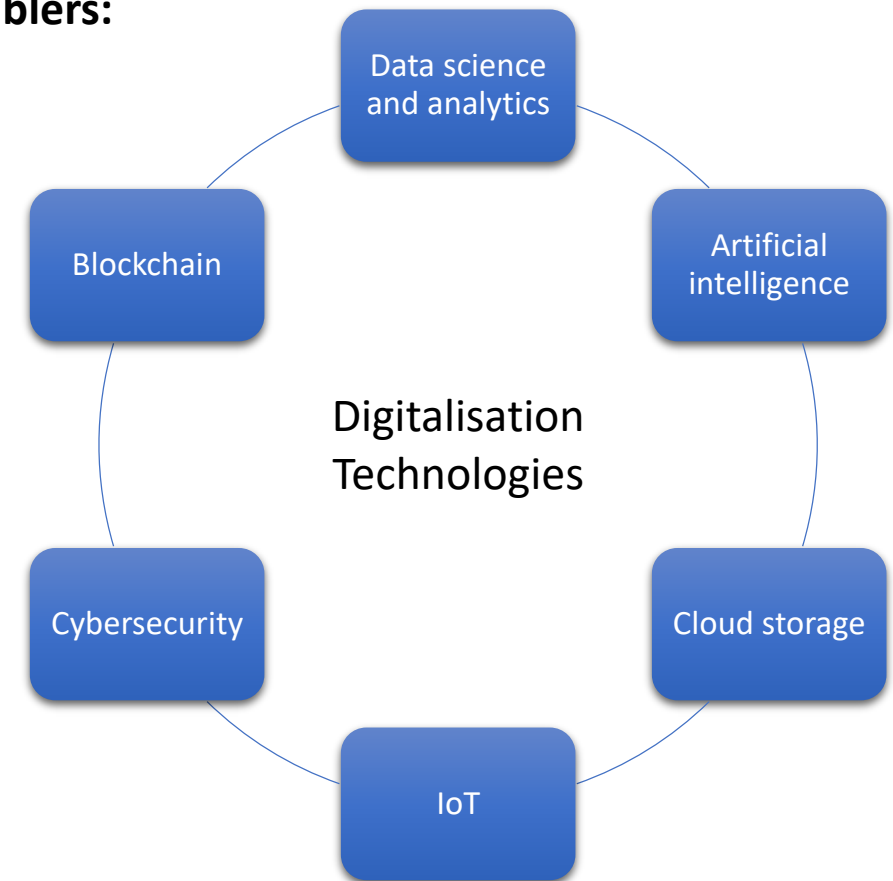 blers:
Data science
and analytics
Artificial
intelligence
Cloud storage
IoT
Cybersecurity
Blockchain
Digitalisation
Technologies